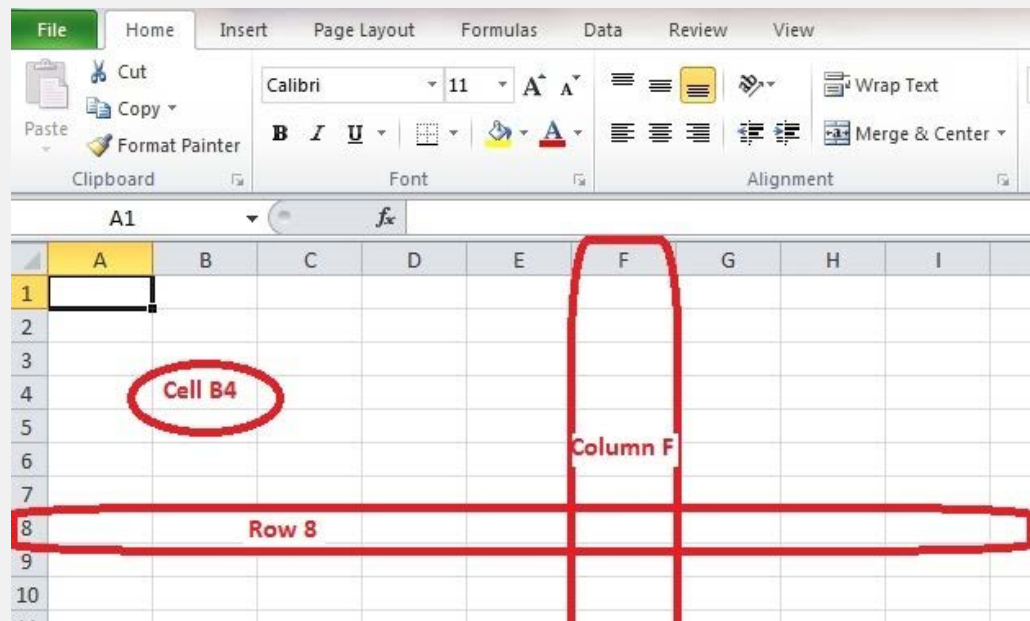 File Home Insert Page Layout Formulas Data Review View
Cut
Calibri 11 A A Wrap Text
Copy
Paste
B I U A a Merge & Center
Format Painter
Clipboard Font Alignment
A1 fx
A B C D E F G H I
1
2
3
4 Cell B4
5
6 Column F
7
8 Row 8
9
10